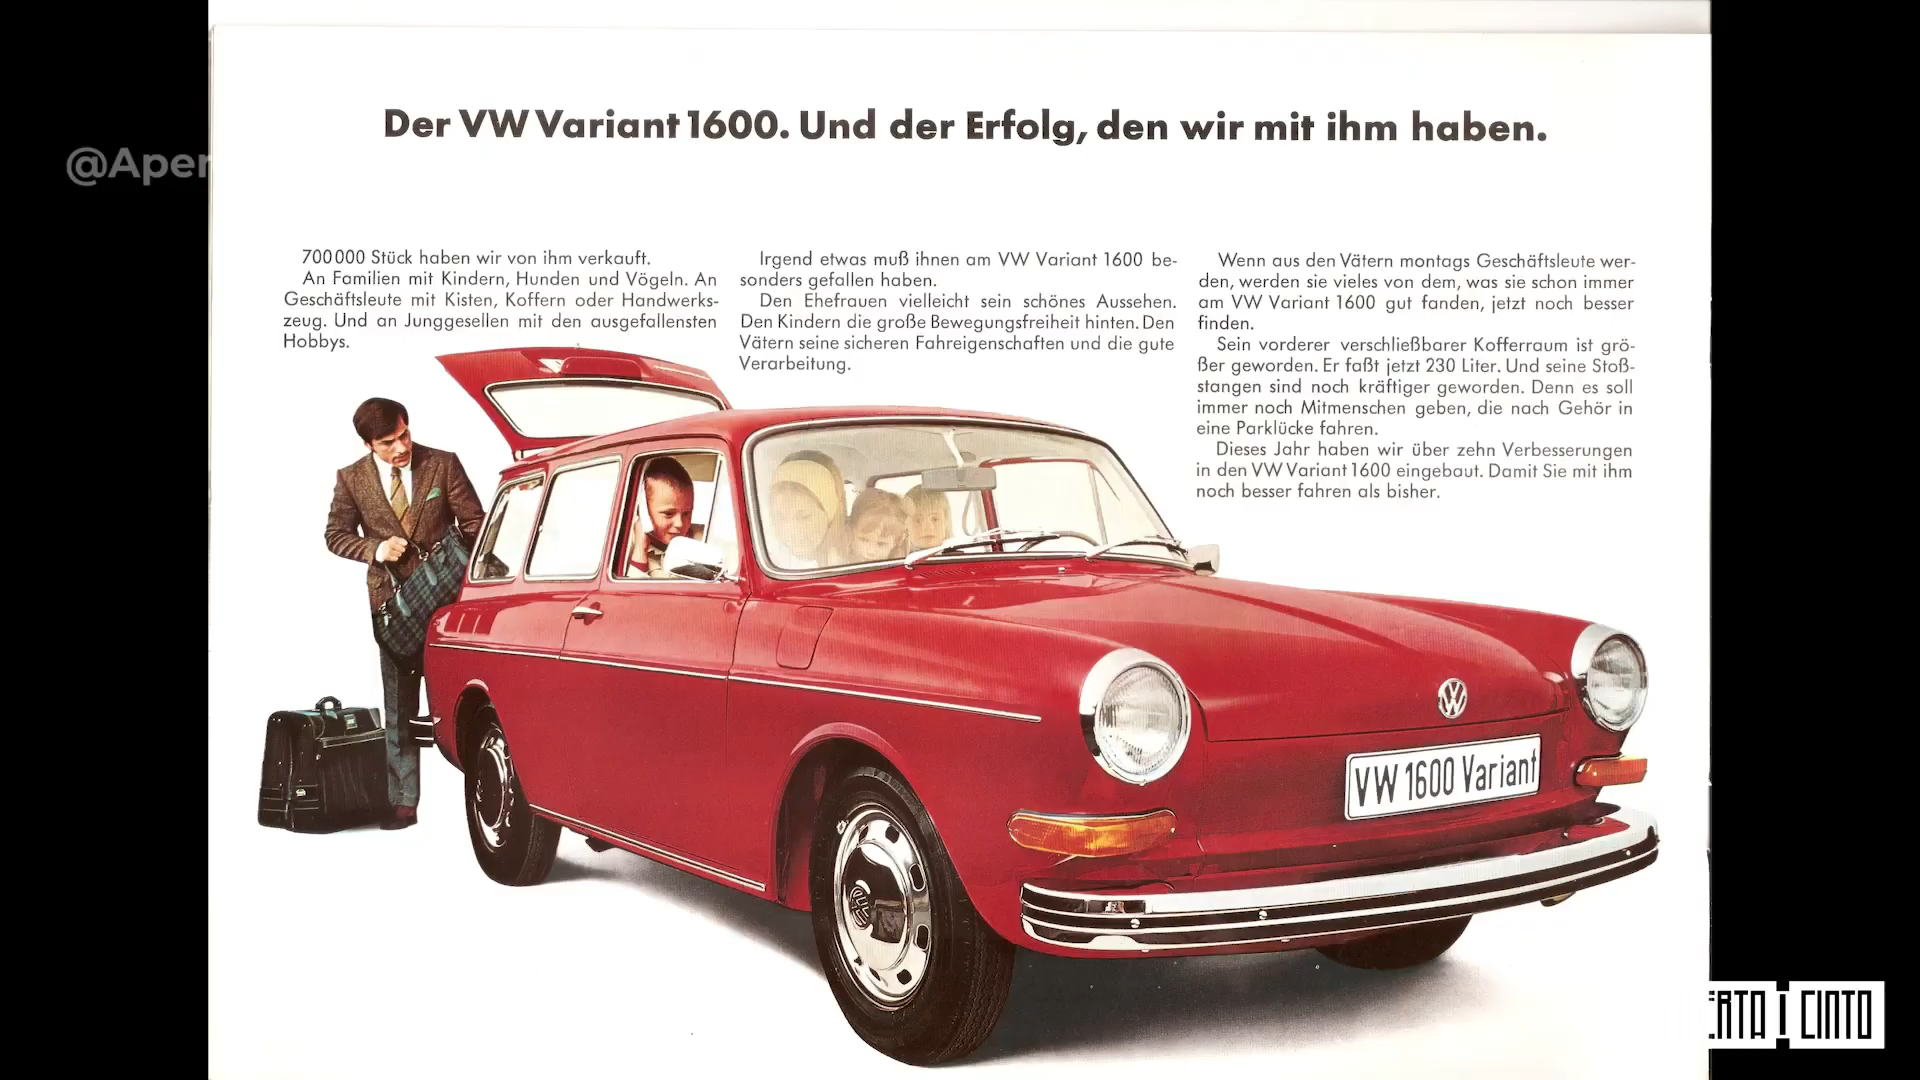 Der VW Variant 1600. Und der Erfolg, den wir mit ihm haben.
@Aper
700000 Stück haben wir von ihm verkauft.
An Familien mit Kindern, Hunden und Vögeln. An
Geschäftsleute mit Kisten, Koffern oder Handwerks-
zeug. Und an Junggesellen mit den ausgefallensten
Hobbys.
Irgend etwas muß ihnen am VW Variant 1600 be-
sonders gefallen haben.
Den Ehefrauen vielleicht sein schönes Aussehen.
Den Kindern die große Bewegungsfreiheit hinten. Den
Vätern seine sicheren Fahreigenschaften und die gute
Verarbeitung.
Wenn aus den Vätern montags Geschäftsleute wer-
den, werden sie vieles von dem, was sie schon immer
am VW Variant 1600 gut fanden, jetzt noch besser
finden.
Sein vorderer verschließbarer Kofferraum ist grö-
ßer geworden. Er faßt jetzt 230 Liter. Und seine Stoß-
stangen sind noch kräftiger geworden. Denn es soll
immer noch Mitmenschen geben, die nach Gehör in
eine Parklücke fahren.
Dieses Jahr haben wir über zehn Verbesserungen
in den VW Variant 1600 eingebaut. Damit Sie mit ihm
noch besser fahren als bisher.
VW 1600 Variant
ERTA I CINTO